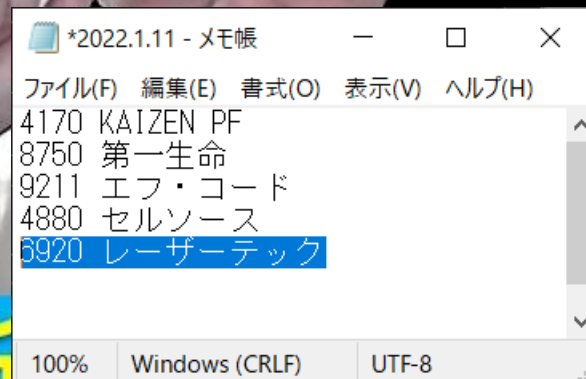 *2022.1.11 - メモ帳
ファイル(F) 編集(E) 書式(O) 表示(V) ヘルプ(H)
4170 KAIZEN PF
8750 第一生命
9211 エフ・コード
4880 セルソース
6920 レーザーテック
100% Windows (CRLF) UTF-8